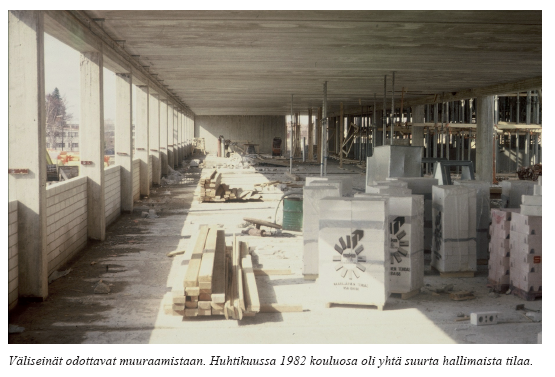 Väliseinät odottavat muuraamistaan. Huhtikuussa 1982 kouluosa oli yhtä suurta hallimaista tilaa.